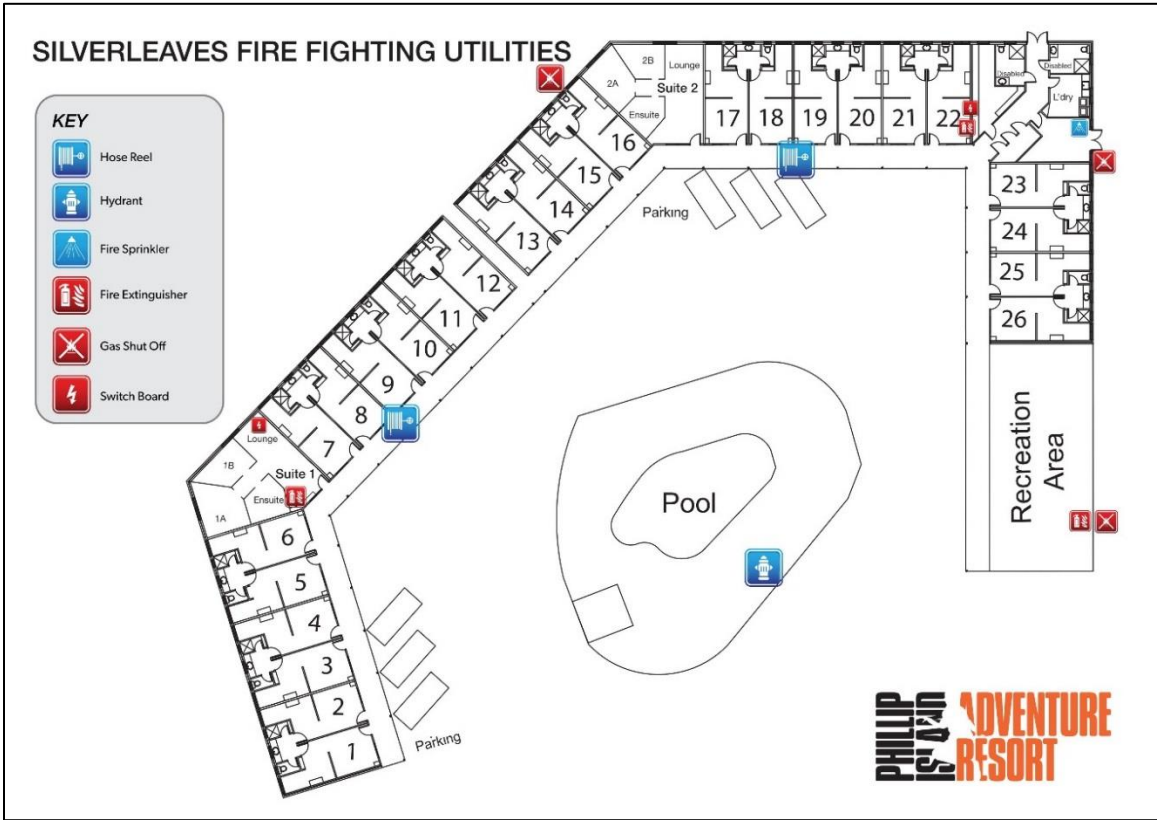 SILVERLEAVES FIRE FIGHTING UTILITIES
KEY
Hose Reel
Hydrant
Fire Sprinkler
Fire Extinguisher
Gas Shut Off
Switch Board
2B
Lounge
2A
Suite 2
Ensuite
17
18
19
20
21
22
Disabled
Disabled
L'dry
16
15
14
13
12
11
10
9
8
7
Parking
23
24
25
26
Lounge
1B
Suite 1
Ensuite
1A
6
5
4
3
2
1
Parking
Pool
Recreation
Area
PHILLIP
ISLAND
ADVENTURE
RESORT